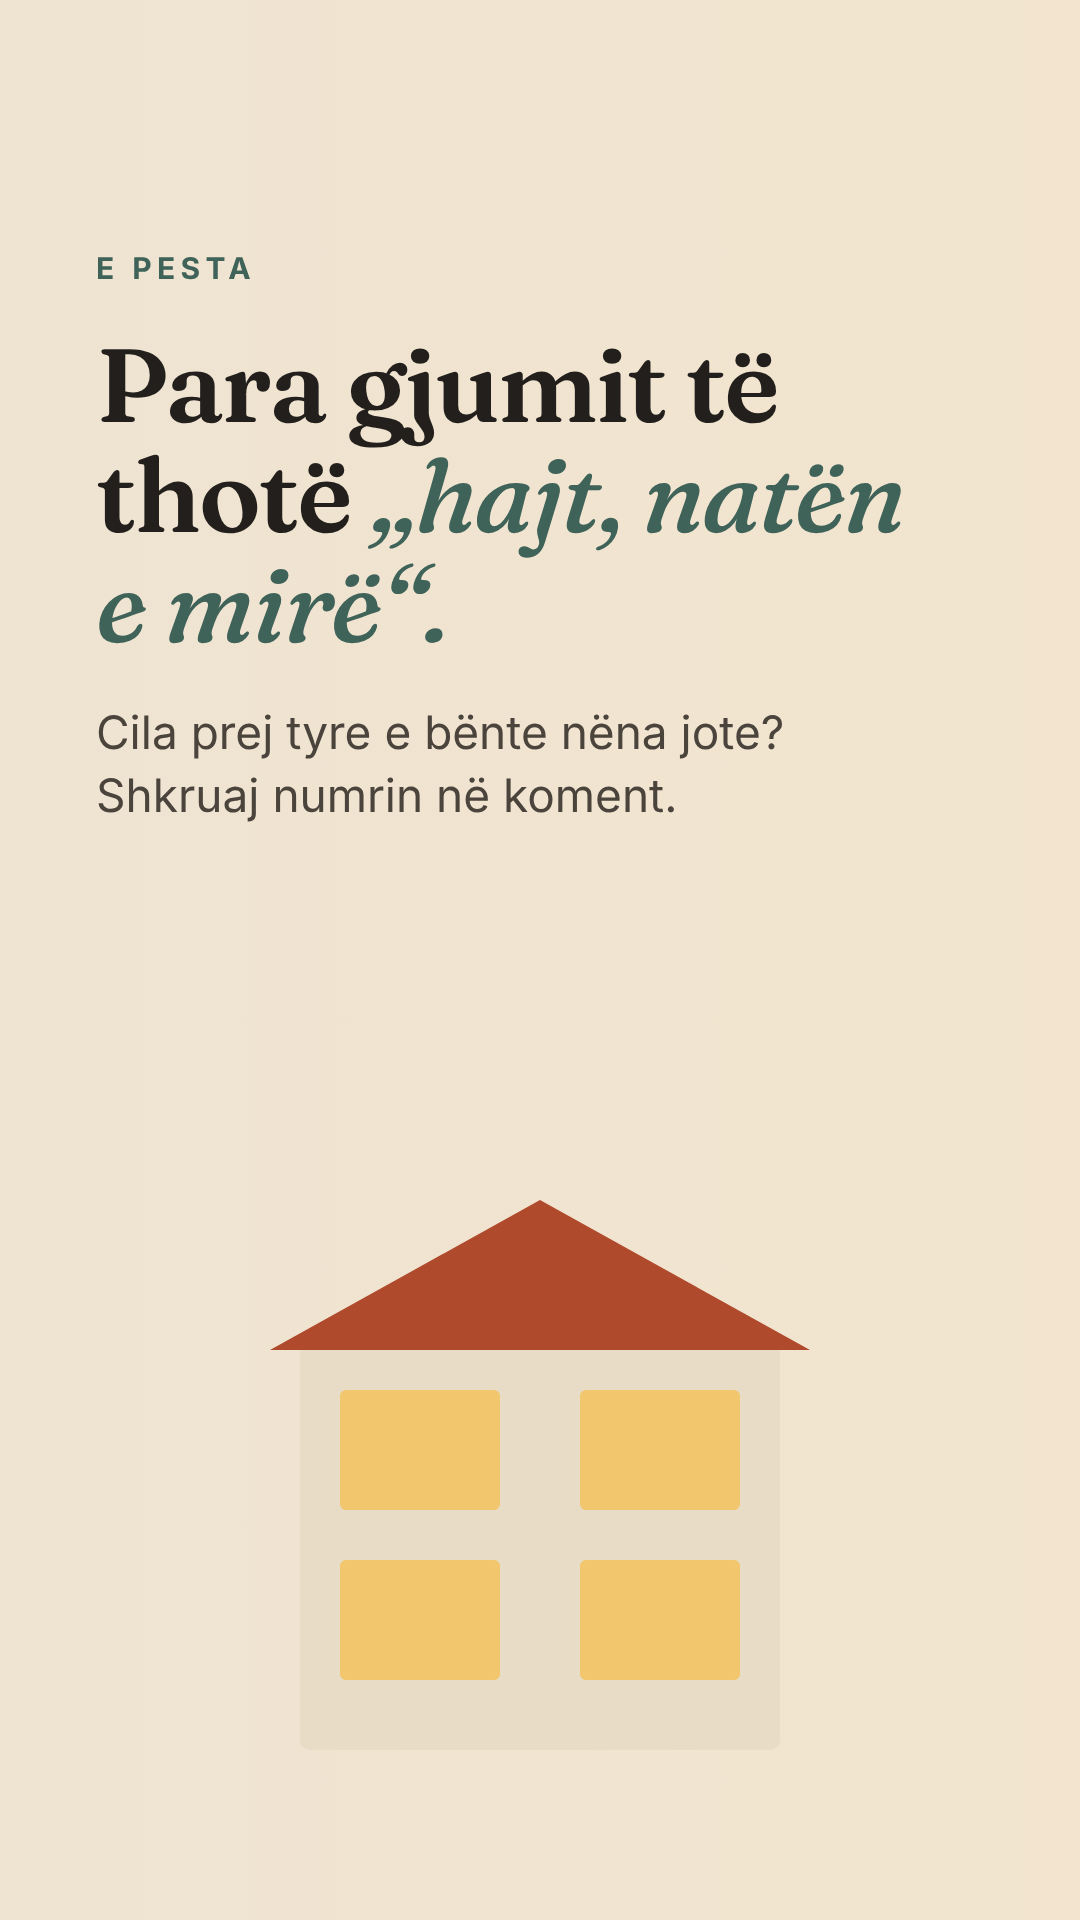 E PESTA
Para gjumit të
thotë „hajt, natën
e mirë“.
Cila prej tyre e bënte nëna jote?
Shkruaj numrin në koment.